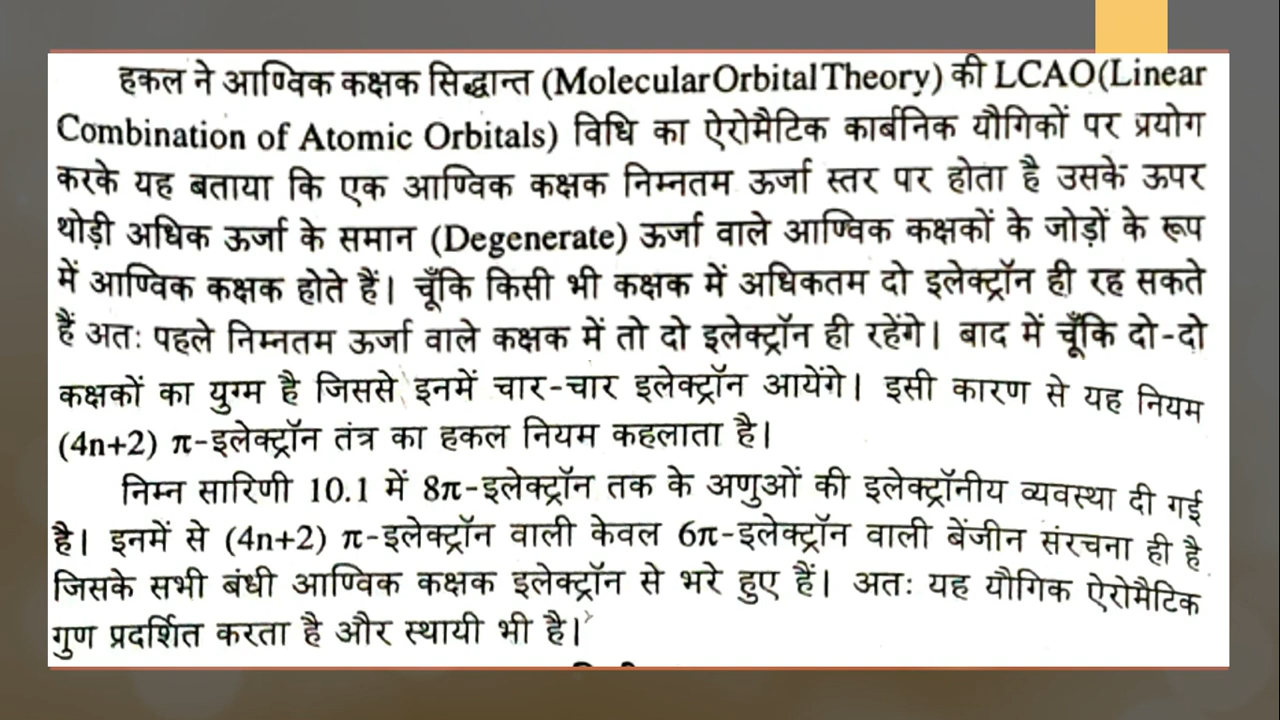 हकल ने आण्विक कक्षक सिद्धान्त (Molecular Orbital Theory) की LCAO(Linear
Combination of Atomic Orbitals) विधि का ऐरोमैटिक कार्बनिक यौगिकों पर प्रयोग
करके यह बताया कि एक आण्विक कक्षक निम्नतम ऊर्जा स्तर पर होता है उसके ऊपर
थोड़ी अधिक ऊर्जा के समान (Degenerate) ऊर्जा वाले आण्विक कक्षकों के जोड़ों के रूप
में आण्विक कक्षक होते हैं। चूँकि किसी भी कक्षक में अधिकतम दो इलेक्ट्रॉन ही रह सकते
हैं अतः पहले निम्नतम ऊर्जा वाले कक्षक में तो दो इलेक्ट्रॉन ही रहेंगे। बाद में चूँकि दो-दो
कक्षकों का युग्म है जिससे इनमें चार-चार इलेक्ट्रॉन आयेंगे। इसी कारण से यह नियम
(4n+2) π-इलेक्ट्रॉन तंत्र का हकल नियम कहलाता है।
निम्न सारिणी 10.1 में 8π-इलेक्ट्रॉन तक के अणुओं की इलेक्ट्रॉनीय व्यवस्था दी गई
है। इनमें से (4n+2) π-इलेक्ट्रॉन वाली केवल 6π-इलेक्ट्रॉन वाली बेंजीन संरचना ही है
जिसके सभी बंधी आण्विक कक्षक इलेक्ट्रॉन से भरे हुए हैं। अतः यह यौगिक ऐरोमैटिक
गुण प्रदर्शित करता है और स्थायी भी है।